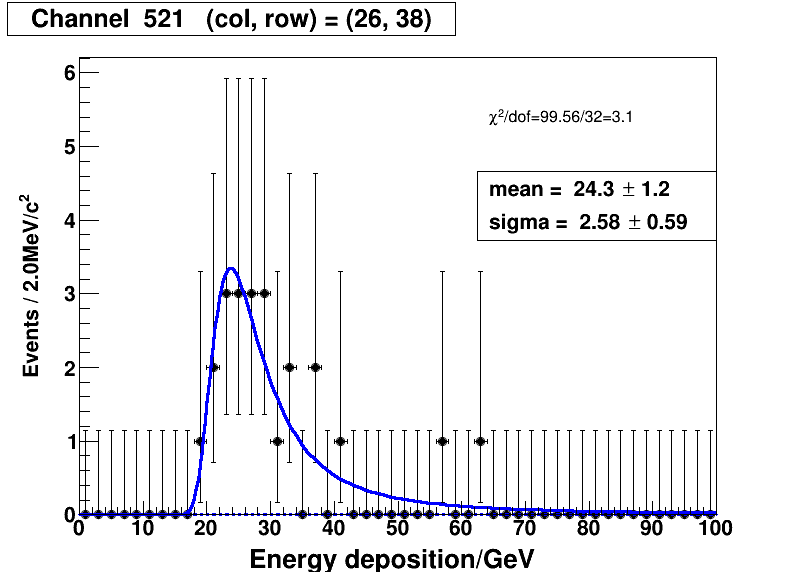 Channel 521 (col, row) = (26, 38)
χ²/dof=99.56/32=3.1
mean = 24.3 ± 1.2
sigma = 2.58 ± 0.59
Events / 2.0MeV/c²
6
5
4
3
2
1
0
0 10 20 30 40 50 60 70 80 90 100
Energy deposition/GeV